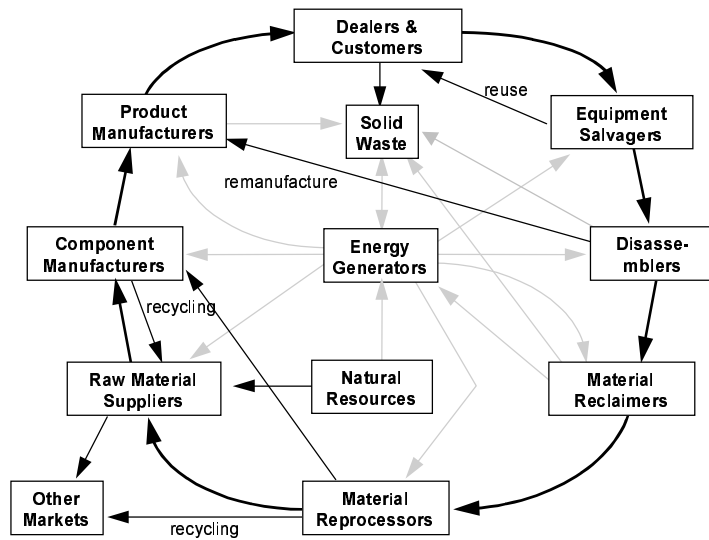 Dealers &
Customers
reuse
Product
Manufacturers
Solid
Waste
Equipment
Salvagers
remanufacture
Component
Manufacturers
Energy
Generators
Disasse-
mblers
recycling
Raw Material
Suppliers
Natural
Resources
Material
Reclaimers
Other
Markets
Material
Reprocessors
recycling